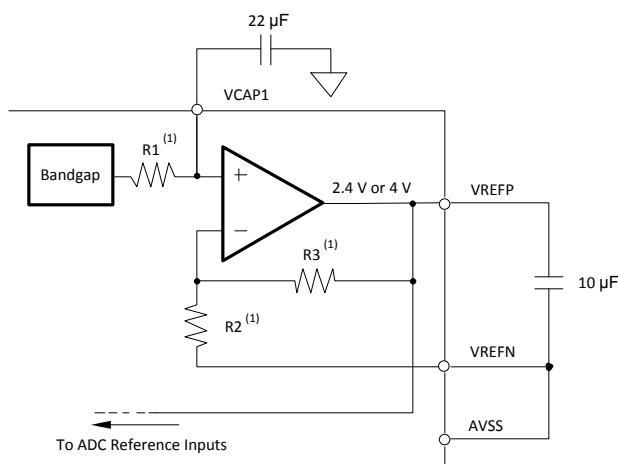 22 µF
VCAP1
R1 (1)
Bandgap
+
2.4 V or 4 V
VREFP
−
R3 (1)
10 µF
R2 (1)
VREFN
AVSS
To ADC Reference Inputs